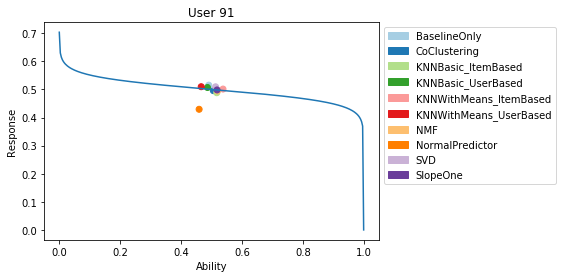 User 91
Response
0.7
0.6
0.5
0.4
0.3
0.2
0.1
0.0
0.0 0.2 0.4 0.6 0.8 1.0
Ability
BaselineOnly
CoClustering
KNNBasic_ItemBased
KNNBasic_UserBased
KNNWithMeans_ItemBased
KNNWithMeans_UserBased
NMF
NormalPredictor
SVD
SlopeOne